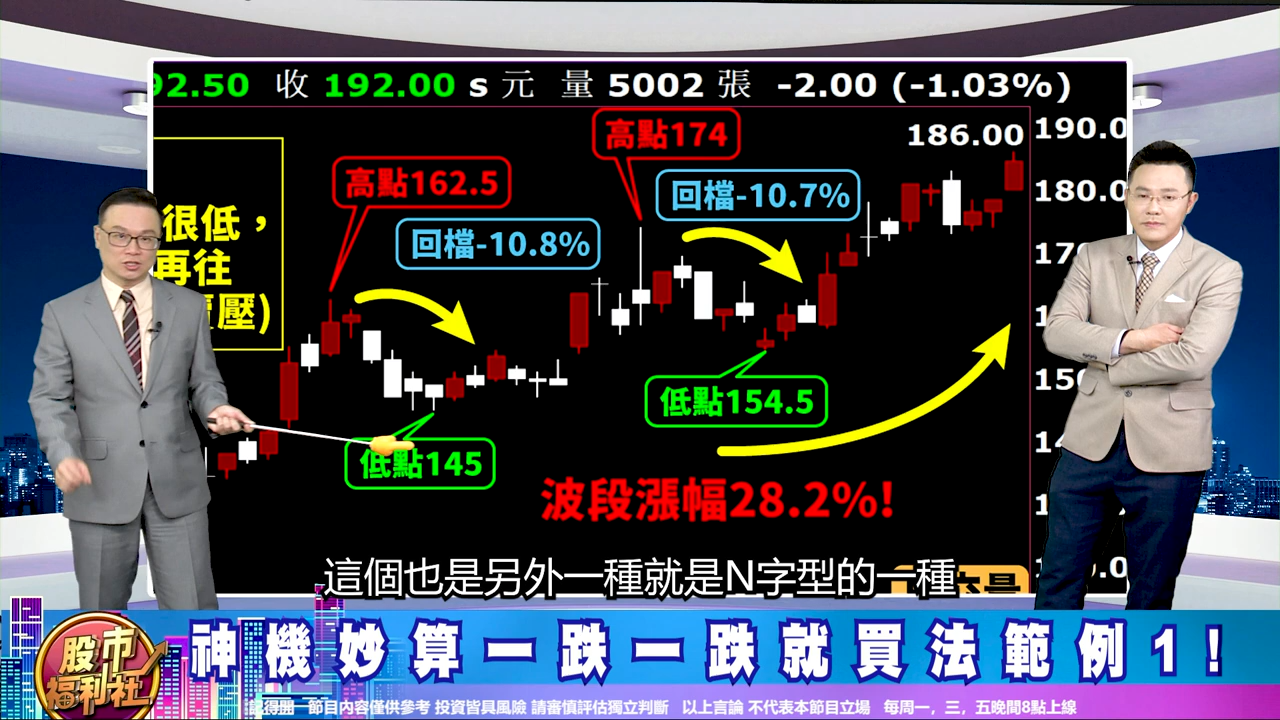 92.50 收 192.00 s 元 量 5002 張 -2.00 (-1.03%)
高點174
186.00
190.0
很低，
再往
壓)
高點162.5
回檔-10.8%
回檔-10.7%
180.0
低點154.5
低點145
波段漲幅28.2%!
這個也是另外一種就是N字型的一種
神機妙算一跌一跌就買法範例1!
股市
福利社
節目內容僅供參考 投資皆具風險 請審慎評估獨立判斷 以上言論 不代表本節目立場 每周一，三，五晚間8點上線